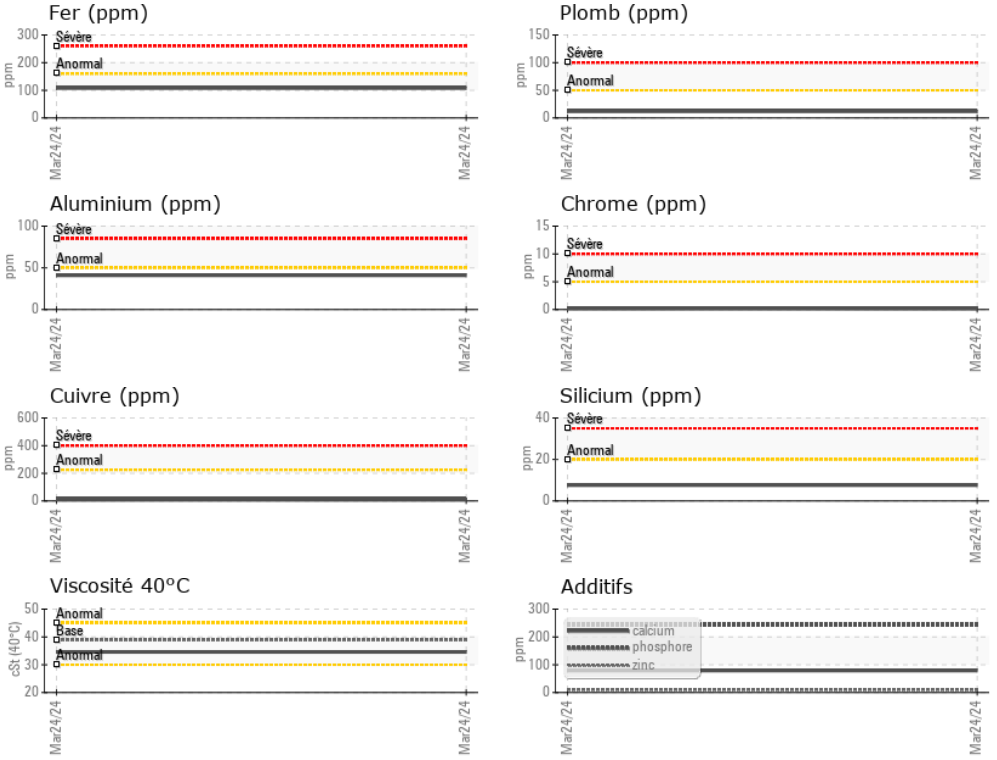 Fer (ppm)
300
200
100
0
ppm
Sévère
Anormal
Mar24/24
Mar24/24
Plomb (ppm)
150
100
50
0
ppm
Sévère
Anormal
Mar24/24
Mar24/24
Aluminium (ppm)
100
50
0
ppm
Sévère
Anormal
Mar24/24
Mar24/24
Chrome (ppm)
15
10
5
0
ppm
Sévère
Anormal
Mar24/24
Mar24/24
Cuivre (ppm)
600
400
200
0
ppm
Sévère
Anormal
Mar24/24
Mar24/24
Silicium (ppm)
40
20
0
ppm
Sévère
Anormal
Mar24/24
Mar24/24
Viscosité 40°C
50
40
30
20
cSt (40°C)
Anormal
Base
Anormal
Mar24/24
Mar24/24
Additifs
300
200
100
0
ppm
calcium
phosphore
zinc
Mar24/24
Mar24/24